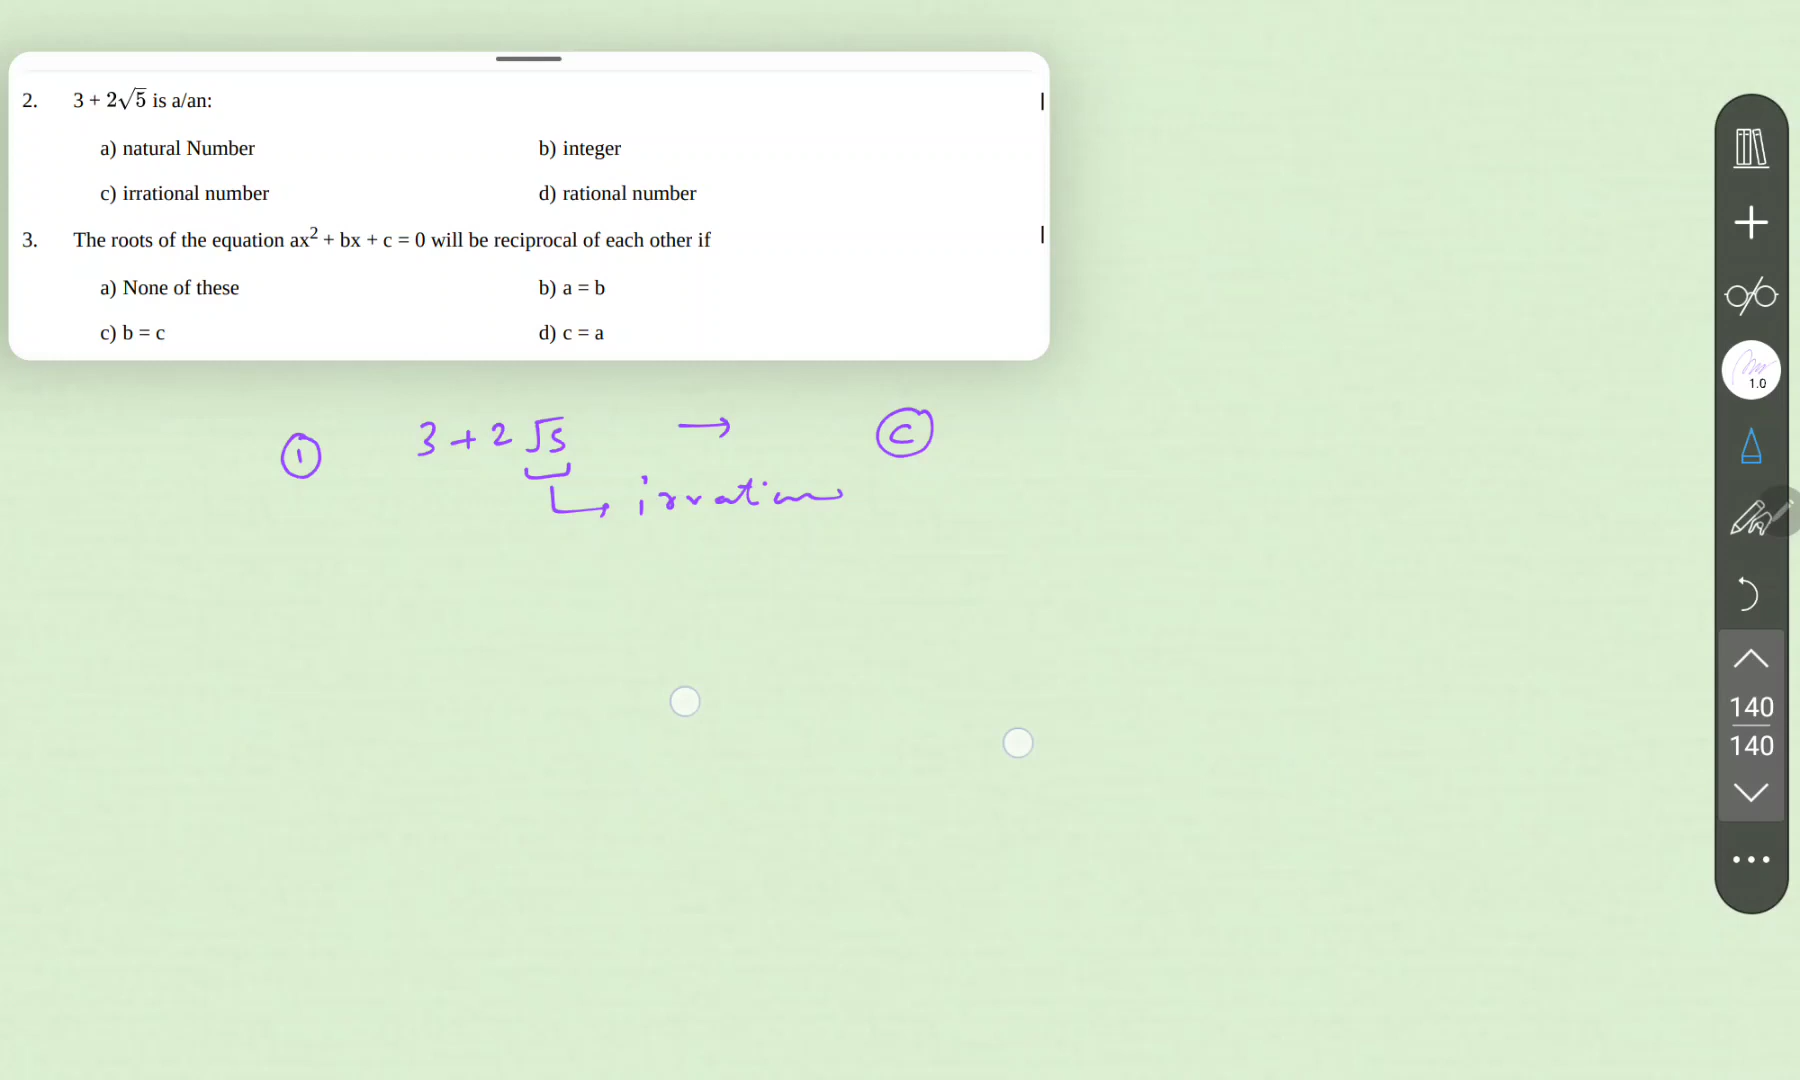 2. 3 + 2√5 is a/an:
a) natural Number b) integer
c) irrational number d) rational number
3. The roots of the equation ax² + bx + c = 0 will be reciprocal of each other if
a) None of these b) a = b
c) b = c d) c = a
① 3 + 2√5 → ©
irration
1.0
140
140